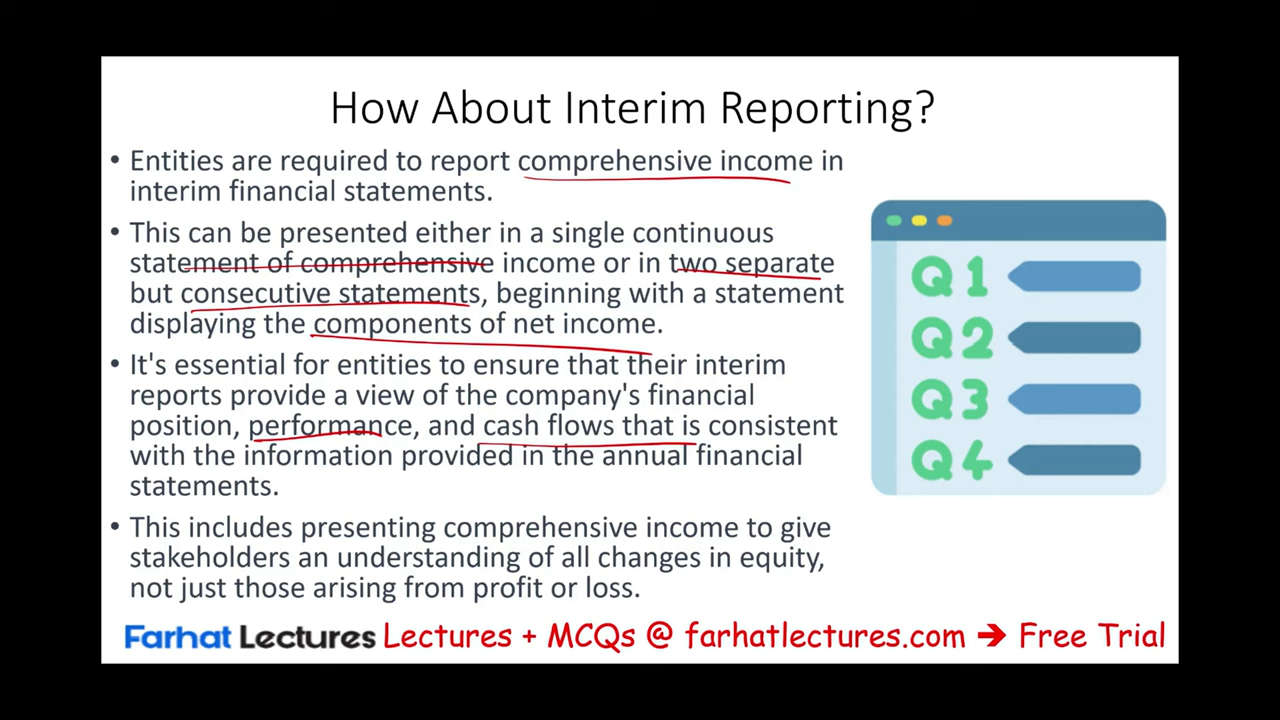 How About Interim Reporting?
• Entities are required to report comprehensive income in
interim financial statements.
• This can be presented either in a single continuous
statement of comprehensive income or in two separate
but consecutive statements, beginning with a statement
displaying the components of net income.
• It's essential for entities to ensure that their interim
reports provide a view of the company's financial
position, performance, and cash flows that is consistent
with the information provided in the annual financial
statements.
• This includes presenting comprehensive income to give
stakeholders an understanding of all changes in equity,
not just those arising from profit or loss.
Q1
Q2
Q3
Q4
Farhat Lectures Lectures + MCQs @ farhatlectures.com → Free Trial